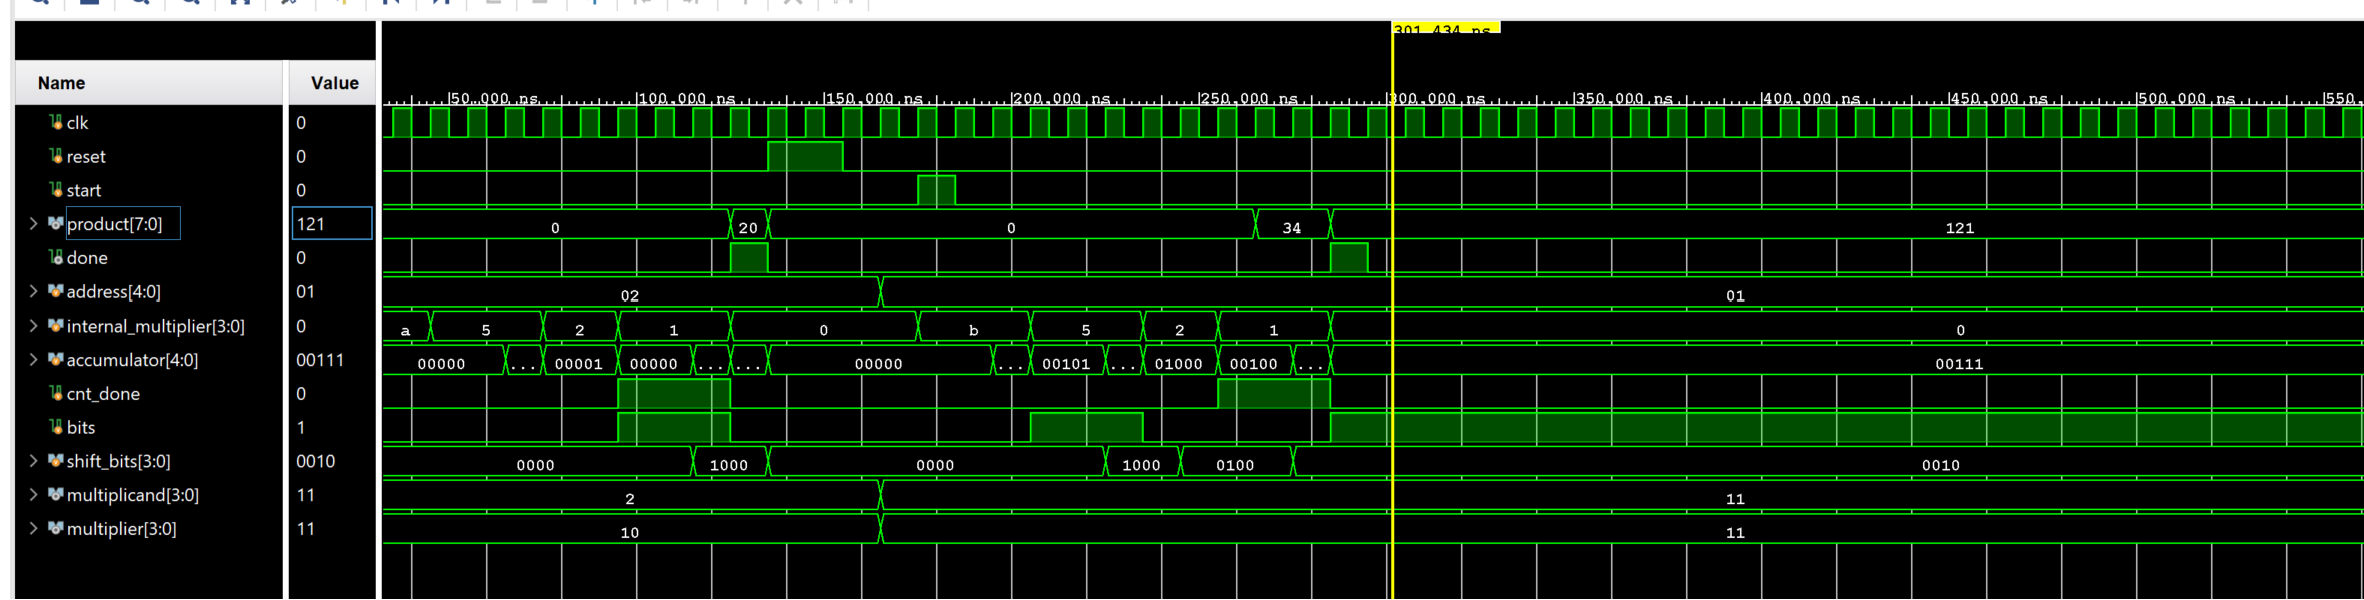 301.434 ns
Name Value
50.000 ns 100.000 ns 150.000 ns 200.000 ns 250.000 ns 300.000 ns 350.000 ns 400.000 ns 450.000 ns 500.000 ns 550.
clk 0
reset 0
start 0
product[7:0] 121 0 20 0 34 121
done 0
address[4:0] 01 02 01
internal_multiplier[3:0] 0 a 5 2 1 0 b 5 2 1 0
accumulator[4:0] 00111 00000 ... 00001 00000 ... ... 00000 ... 00101 ... 01000 00100 ... 00111
cnt_done 0
bits 1
shift_bits[3:0] 0010 0000 1000 0000 1000 0100 0010
multiplicand[3:0] 11 2 11
multiplier[3:0] 11 10 11